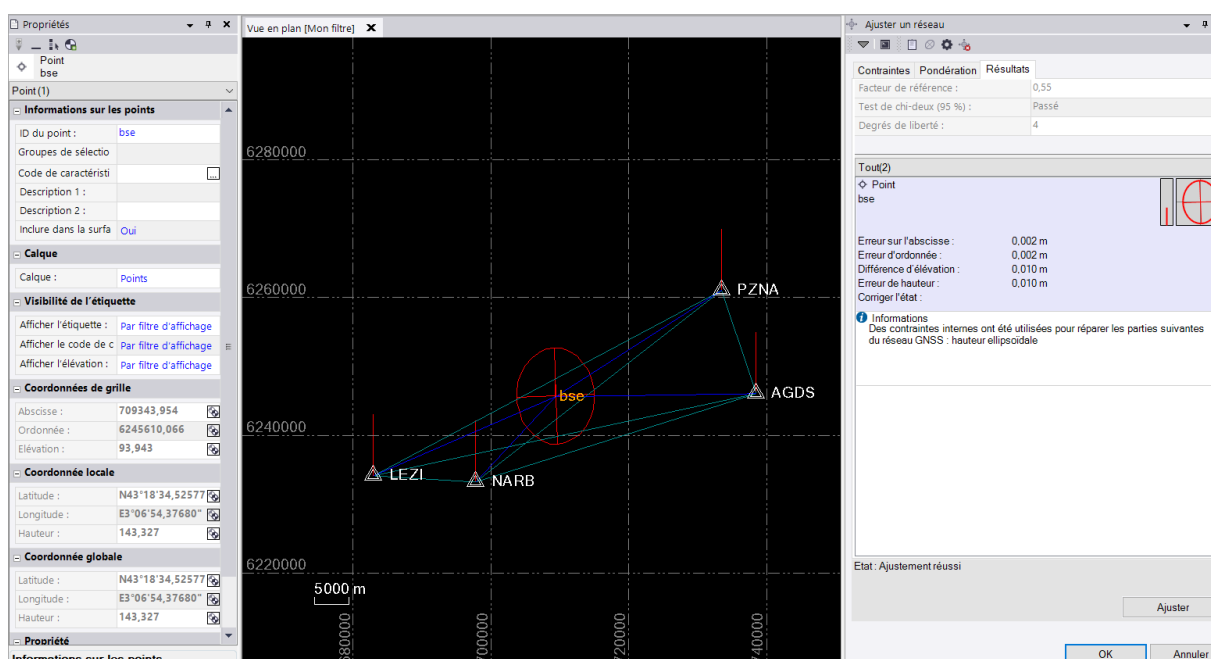 Propriétés
Point
bse
Point (1)
Informations sur les points
ID du point : bse
Groupes de sélectio
Code de caractéristi ...
Description 1 :
Description 2 :
Inclure dans la surfa Oui
Calque
Calque : Points
Visibilité de l'étiquette
Afficher l'étiquette : Par filtre d'affichage
Afficher le code de c Par filtre d'affichage
Afficher l'élévation : Par filtre d'affichage
Coordonnées de grille
Abscisse : 709343,954
Ordonnée : 6245610,066
Elévation : 93,943
Coordonnée locale
Latitude : N43°18'34,52577
Longitude : E3°06'54,37680"
Hauteur : 143,327
Coordonnée globale
Latitude : N43°18'34,52577
Longitude : E3°06'54,37680"
Hauteur : 143,327
Propriété
Informations sur les points
Vue en plan [Mon filtre]
6280000
6260000
6240000
6220000
PZNA
AGDS
bse
LEZI
NARB
5000 m
680000
700000
720000
740000
Ajuster un réseau
Contraintes Pondération Résultats
Facteur de référence : 0,55
Test de chi-deux (95 %) : Passé
Degrés de liberté : 4
Tout(2)
Point
bse
Erreur sur l'abscisse : 0,002 m
Erreur d'ordonnée : 0,002 m
Différence d'élévation : 0,010 m
Erreur de hauteur : 0,010 m
Corriger l'état :
Informations
Des contraintes internes ont été utilisées pour réparer les parties suivantes
du réseau GNSS : hauteur ellipsoïdale
Etat : Ajustement réussi
Ajuster
OK
Annuler